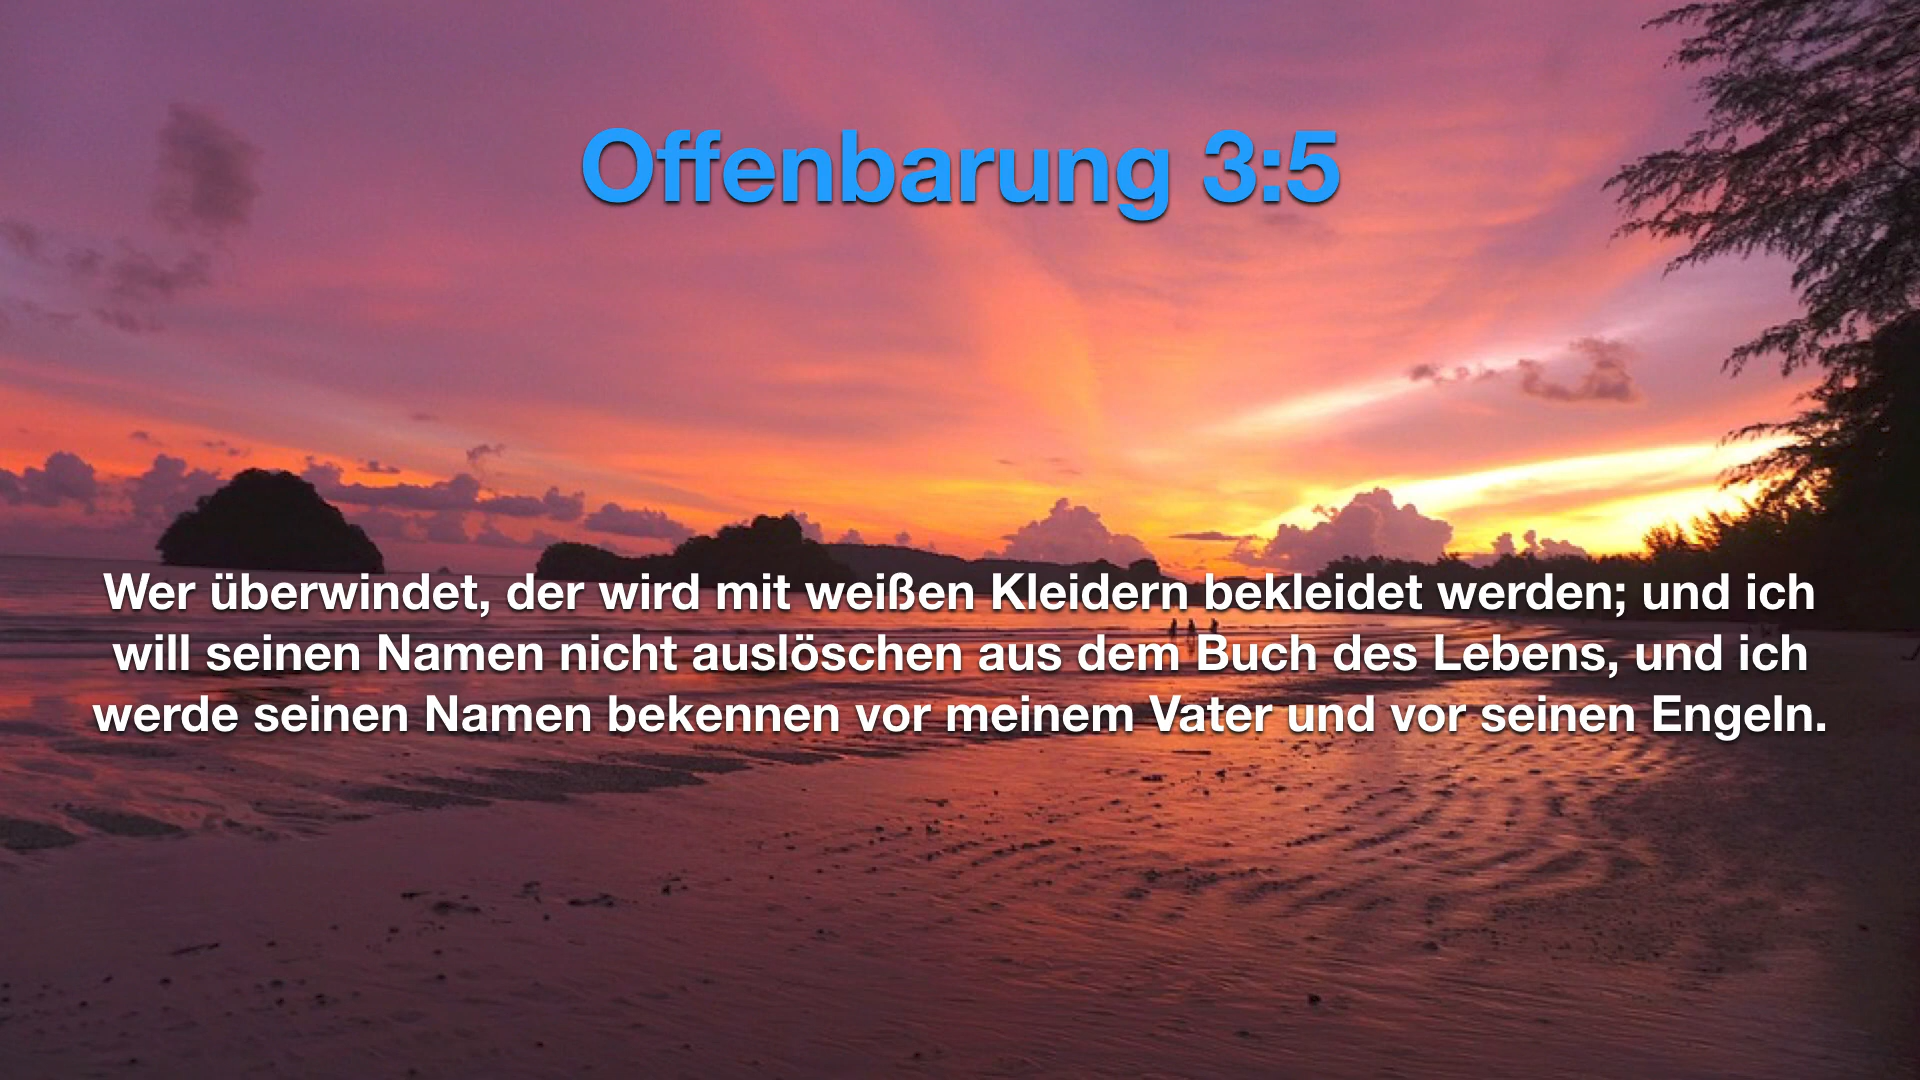 Offenbarung 3:5
Wer überwindet, der wird mit weißen Kleidern bekleidet werden; und ich
will seinen Namen nicht auslöschen aus dem Buch des Lebens, und ich
werde seinen Namen bekennen vor meinem Vater und vor seinen Engeln.